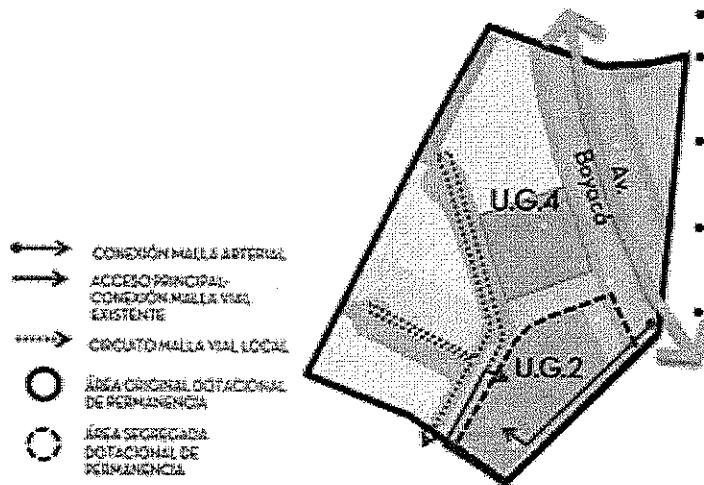 U.G.4
Av.
Boyacá
U.G.2
CONEXIÓN MALLA ARTERIAL
ACCESO PRINCIPAL-
CONEXIÓN MALLA VIAL
EXISTENTE
CIRCUITO MALLA VIAL LOCAL
ÁREA ORIGINAL DOTACIONAL
DE PERMANENCIA
ÁREA SEGREGADA
DOTACIONAL DE
PERMANENCIA